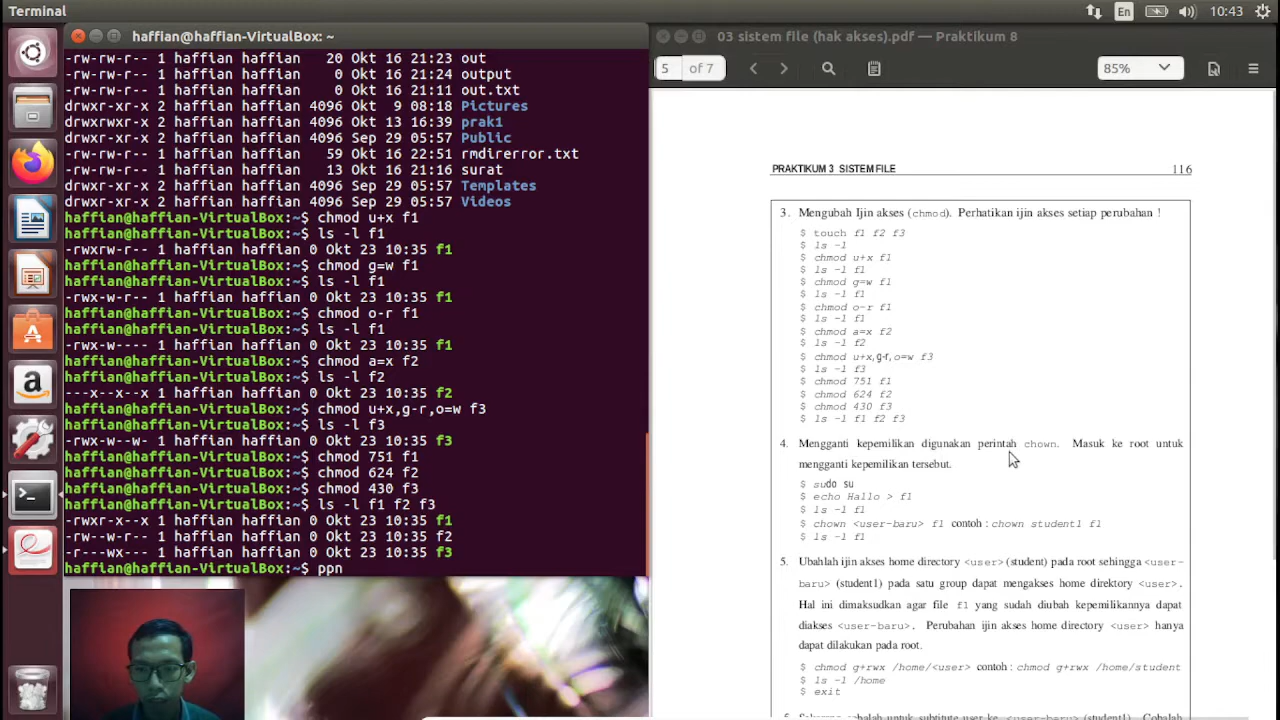 Terminal
En
10:43
haffian@haffian-VirtualBox: ~
-rw-rw-r-- 1 haffian haffian   20 Okt 16 21:23 out
-rw-rw-r-- 1 haffian haffian    0 Okt 16 21:24 output
-rw-rw-r-- 1 haffian haffian    0 Okt 16 21:11 out.txt
drwxr-xr-x 2 haffian haffian 4096 Okt  9 08:18 Pictures
drwxrwxr-x 2 haffian haffian 4096 Okt 13 16:39 prak1
drwxr-xr-x 2 haffian haffian 4096 Sep 29 05:57 Public
-rw-rw-r-- 1 haffian haffian   59 Okt 16 22:51 rmdirerror.txt
-rw-rw-r-- 1 haffian haffian   13 Okt 16 21:16 surat
drwxr-xr-x 2 haffian haffian 4096 Sep 29 05:57 Templates
drwxr-xr-x 2 haffian haffian 4096 Sep 29 05:57 Videos
haffian@haffian-VirtualBox:~$ chmod u+x f1
haffian@haffian-VirtualBox:~$ ls -l f1
-rwxrw-r-- 1 haffian haffian 0 Okt 23 10:35 f1
haffian@haffian-VirtualBox:~$ chmod g=w f1
haffian@haffian-VirtualBox:~$ ls -l f1
-rwx-w-r-- 1 haffian haffian 0 Okt 23 10:35 f1
haffian@haffian-VirtualBox:~$ chmod o-r f1
haffian@haffian-VirtualBox:~$ ls -l f1
-rwx-w---- 1 haffian haffian 0 Okt 23 10:35 f1
haffian@haffian-VirtualBox:~$ chmod a=x f2
haffian@haffian-VirtualBox:~$ ls -l f2
---x--x--x 1 haffian haffian 0 Okt 23 10:35 f2
haffian@haffian-VirtualBox:~$ chmod u+x,g-r,o=w f3
haffian@haffian-VirtualBox:~$ ls -l f3
-rwx-w--w- 1 haffian haffian 0 Okt 23 10:35 f3
haffian@haffian-VirtualBox:~$ chmod 751 f1
haffian@haffian-VirtualBox:~$ chmod 624 f2
haffian@haffian-VirtualBox:~$ chmod 430 f3
haffian@haffian-VirtualBox:~$ ls -l f1 f2 f3
-rwxr-x--x 1 haffian haffian 0 Okt 23 10:35 f1
-rw--w-r-- 1 haffian haffian 0 Okt 23 10:35 f2
-r---wx--- 1 haffian haffian 0 Okt 23 10:35 f3
haffian@haffian-VirtualBox:~$ ppn
03 sistem file (hak akses).pdf — Praktikum 8
5 of 7
85%
PRAKTIKUM 3 SISTEM FILE 116
3. Mengubah Ijin akses (chmod). Perhatikan ijin akses setiap perubahan !
$ touch f1 f2 f3
$ ls -l
$ chmod u+x f1
$ ls -l f1
$ chmod g=w f1
$ ls -l f1
$ chmod o-r f1
$ ls -l f1
$ chmod a=x f2
$ ls -l f2
$ chmod u+x,g-r,o=w f3
$ ls -l f3
$ chmod 751 f1
$ chmod 624 f2
$ chmod 430 f3
$ ls -l f1 f2 f3
4. Mengganti kepemilikan digunakan perintah chown. Masuk ke root untuk
mengganti kepemilikan tersebut.
$ sudo su
$ echo Hallo > f1
$ ls -l f1
$ chown <user-baru> f1 contoh : chown student1 f1
$ ls -l f1
5. Ubahlah ijin akses home directory <user> (student) pada root sehingga <user-
baru> (student1) pada satu group dapat mengakses home direktory <user>.
Hal ini dimaksudkan agar file f1 yang sudah diubah kepemilikannya dapat
diakses <user-baru>. Perubahan ijin akses home directory <user> hanya
dapat dilakukan pada root.
$ chmod g+rwx /home/<user> contoh : chmod g+rwx /home/student
$ ls -l /home
$ exit